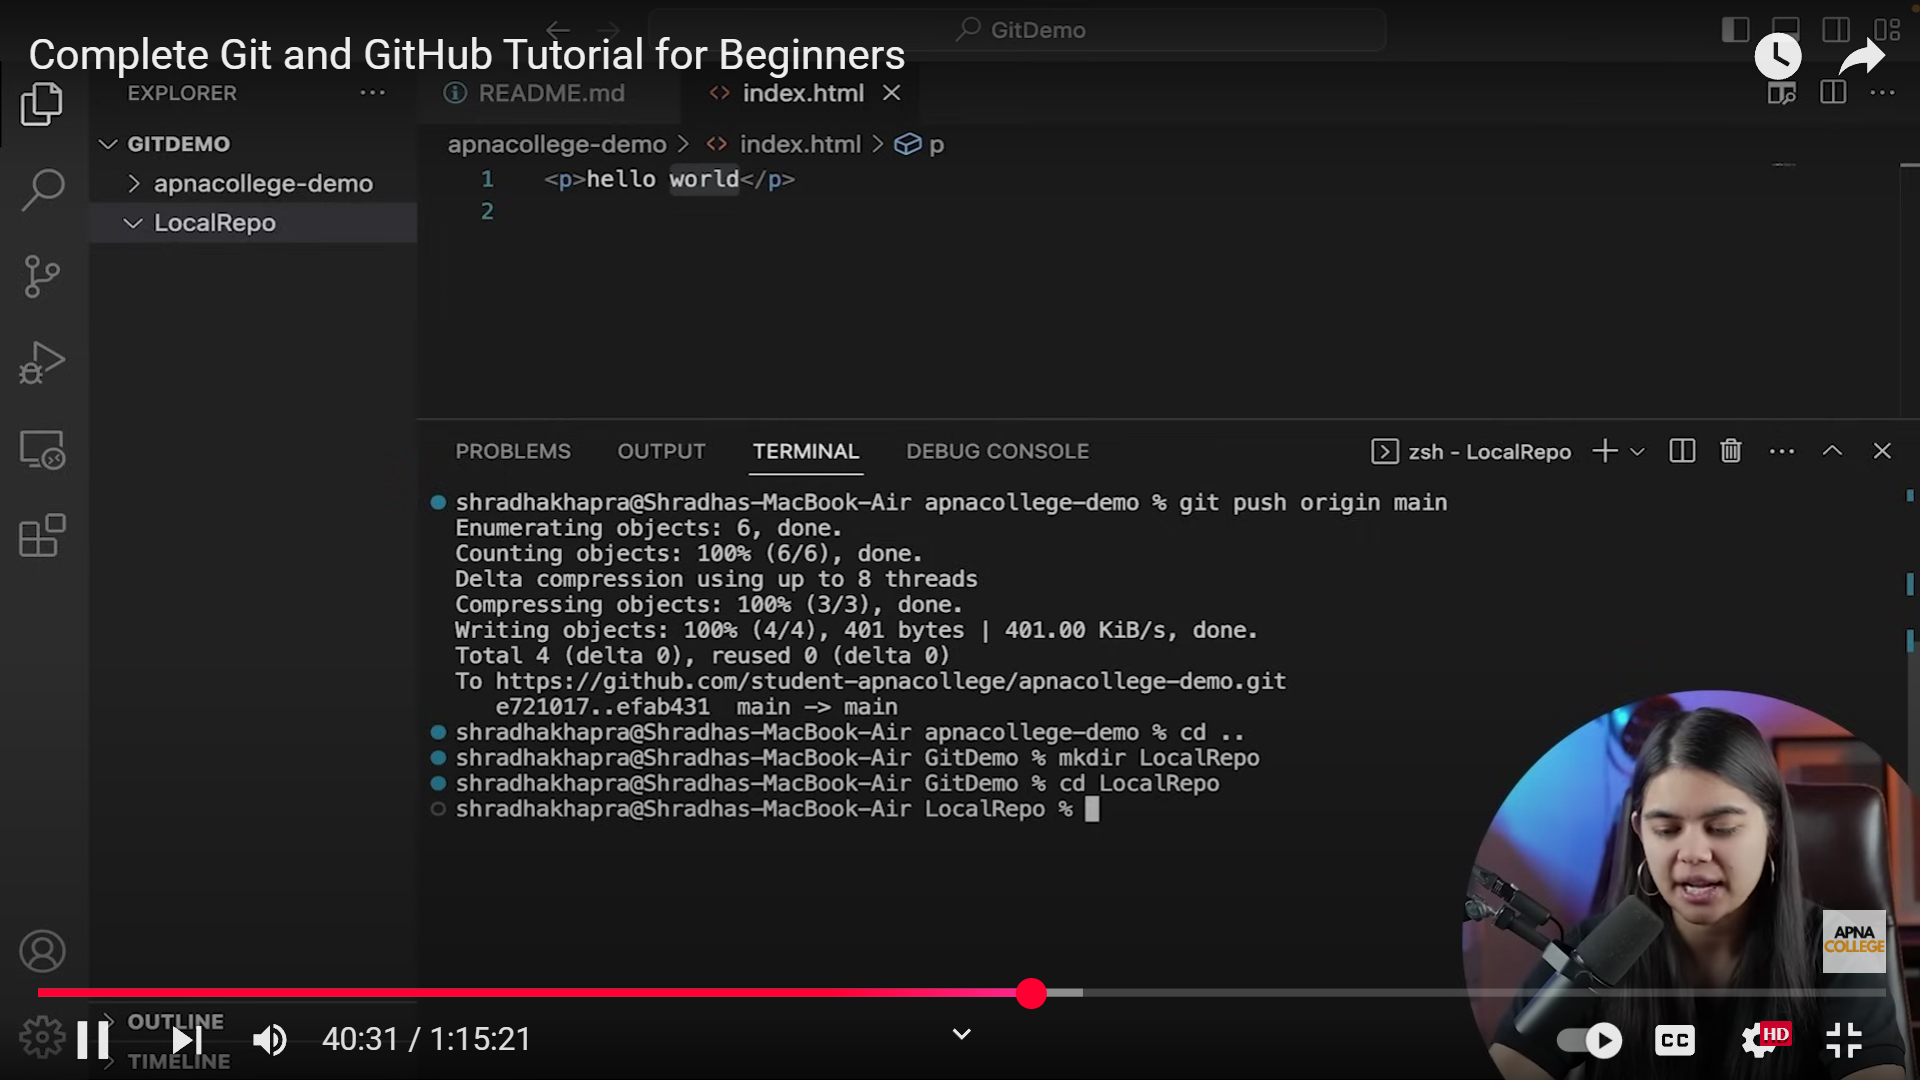 GitDemo
Complete Git and GitHub Tutorial for Beginners
EXPLORER
README.md
index.html
GITDEMO
apnacollege-demo
LocalRepo
apnacollege-demo > index.html > p
1 <p>hello world</p>
2
PROBLEMS OUTPUT TERMINAL DEBUG CONSOLE
zsh - LocalRepo
shradhakhapra@Shradhas-MacBook-Air apnacollege-demo % git push origin main
Enumerating objects: 6, done.
Counting objects: 100% (6/6), done.
Delta compression using up to 8 threads
Compressing objects: 100% (3/3), done.
Writing objects: 100% (4/4), 401 bytes | 401.00 KiB/s, done.
Total 4 (delta 0), reused 0 (delta 0)
To https://github.com/student-apnacollege/apnacollege-demo.git
e721017..efab431 main -> main
shradhakhapra@Shradhas-MacBook-Air apnacollege-demo % cd ..
shradhakhapra@Shradhas-MacBook-Air GitDemo % mkdir LocalRepo
shradhakhapra@Shradhas-MacBook-Air GitDemo % cd LocalRepo
shradhakhapra@Shradhas-MacBook-Air LocalRepo %
APNA
COLLEGE
OUTLINE
TIMELINE
40:31 / 1:15:21
CC
HD